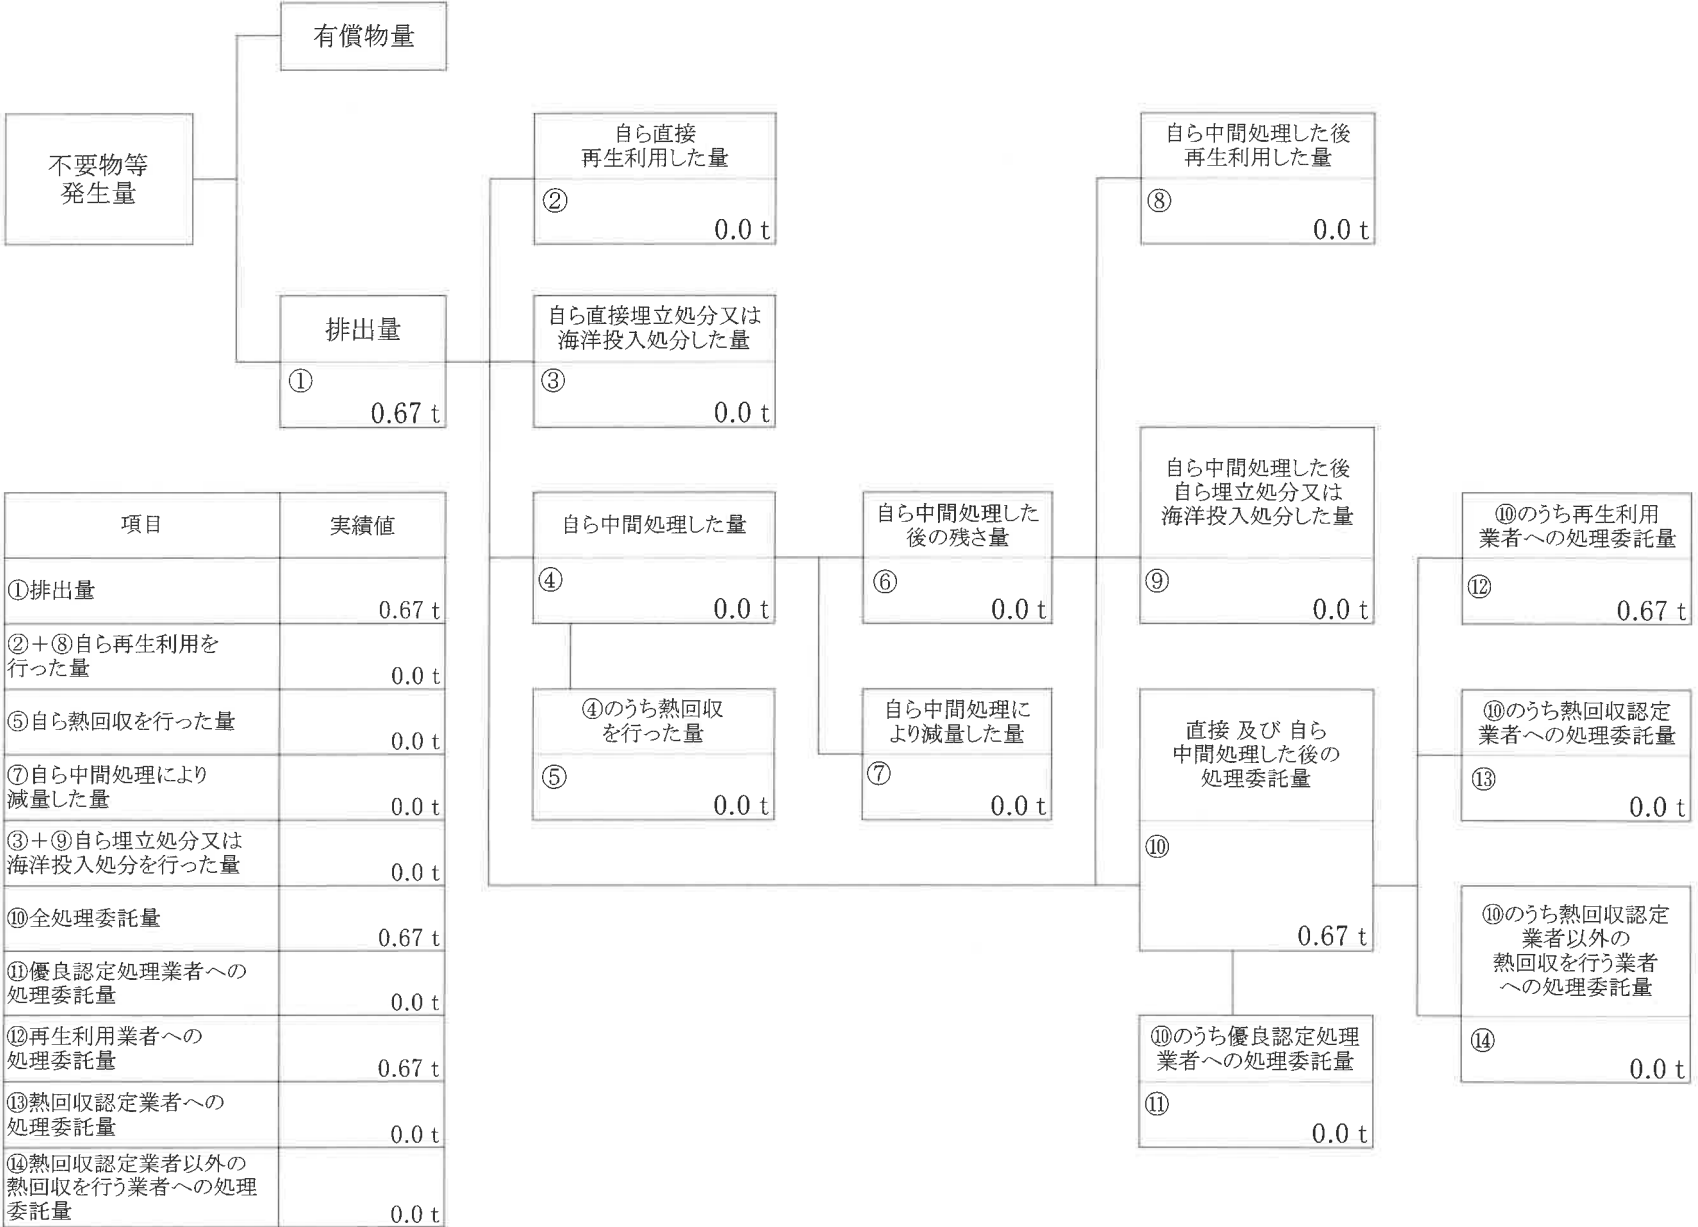 有償物量
不要物等
発生量
排出量
①
0.67 t
自ら直接
再生利用した量
②
0.0 t
自ら直接埋立処分又は
海洋投入処分した量
③
0.0 t
自ら中間処理した量
④
0.0 t
④のうち熱回収
を行った量
⑤
0.0 t
自ら中間処理した
後の残さ量
⑥
0.0 t
自ら中間処理に
より減量した量
⑦
0.0 t
自ら中間処理した後
再生利用した量
⑧
0.0 t
自ら中間処理した後
自ら埋立処分又は
海洋投入処分した量
⑨
0.0 t
直接 及び 自ら
中間処理した後の
処理委託量
⑩
0.67 t
⑩のうち優良認定処理
業者への処理委託量
⑪
0.0 t
⑩のうち再生利用
業者への処理委託量
⑫
0.67 t
⑩のうち熱回収認定
業者への処理委託量
⑬
0.0 t
⑩のうち熱回収認定
業者以外の
熱回収を行う業者
への処理委託量
⑭
0.0 t
項目 実績値
①排出量
0.67 t
②＋⑧自ら再生利用を
行った量
0.0 t
⑤自ら熱回収を行った量
0.0 t
⑦自ら中間処理により
減量した量
0.0 t
③＋⑨自ら埋立処分又は
海洋投入処分を行った量
0.0 t
⑩全処理委託量
0.67 t
⑪優良認定処理業者への
処理委託量
0.0 t
⑫再生利用業者への
処理委託量
0.67 t
⑬熱回収認定業者への
処理委託量
0.0 t
⑭熱回収認定業者以外の
熱回収を行う業者への処理
委託量
0.0 t